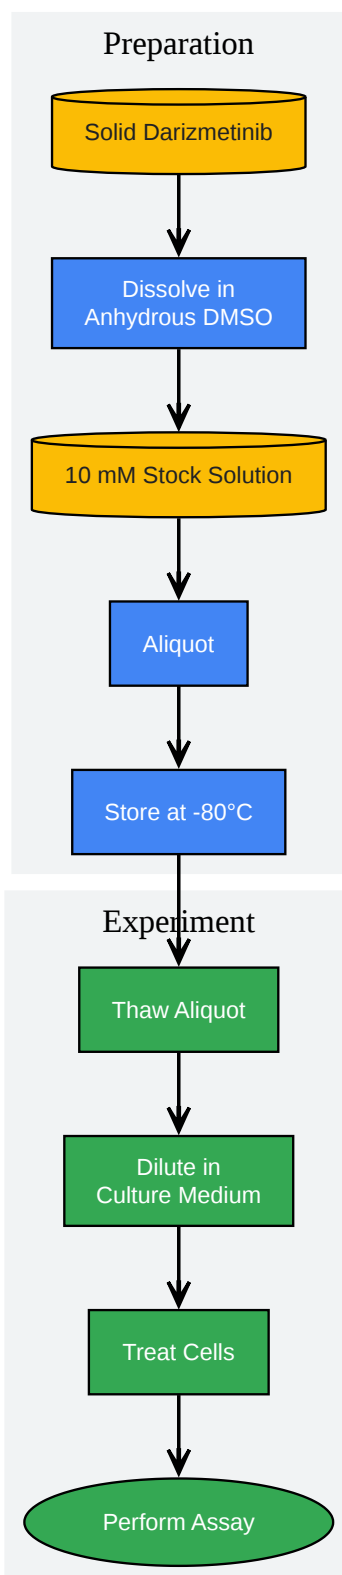 Preparation
Solid Darizmetinib
Dissolve in
Anhydrous DMSO
10 mM Stock Solution
Aliquot
Store at -80°C
Experiment
Thaw Aliquot
Dilute in
Culture Medium
Treat Cells
Perform Assay